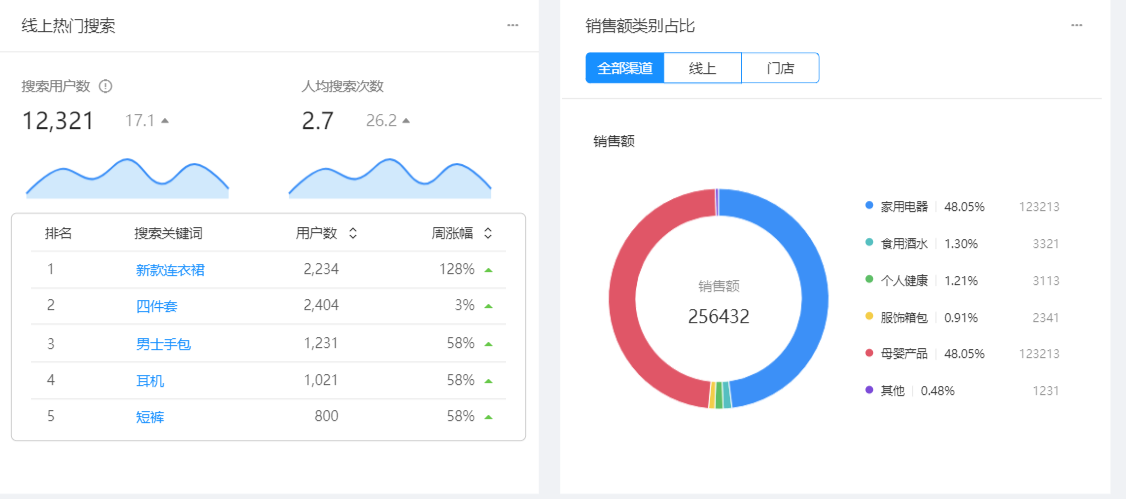 线上热门搜索
搜索用户数 人均搜索次数
12,321 17.1 2.7 26.2
排名 搜索关键词 用户数 周涨幅
1 新款连衣裙 2,234 128%
2 四件套 2,404 3%
3 男士手包 1,231 58%
4 耳机 1,021 58%
5 短裤 800 58%
销售额类别占比
全部渠道 线上 门店
销售额
销售额
256432
家用电器 48.05% 123213
食用酒水 1.30% 3321
个人健康 1.21% 3113
服饰箱包 0.91% 2341
母婴产品 48.05% 123213
其他 0.48% 1231